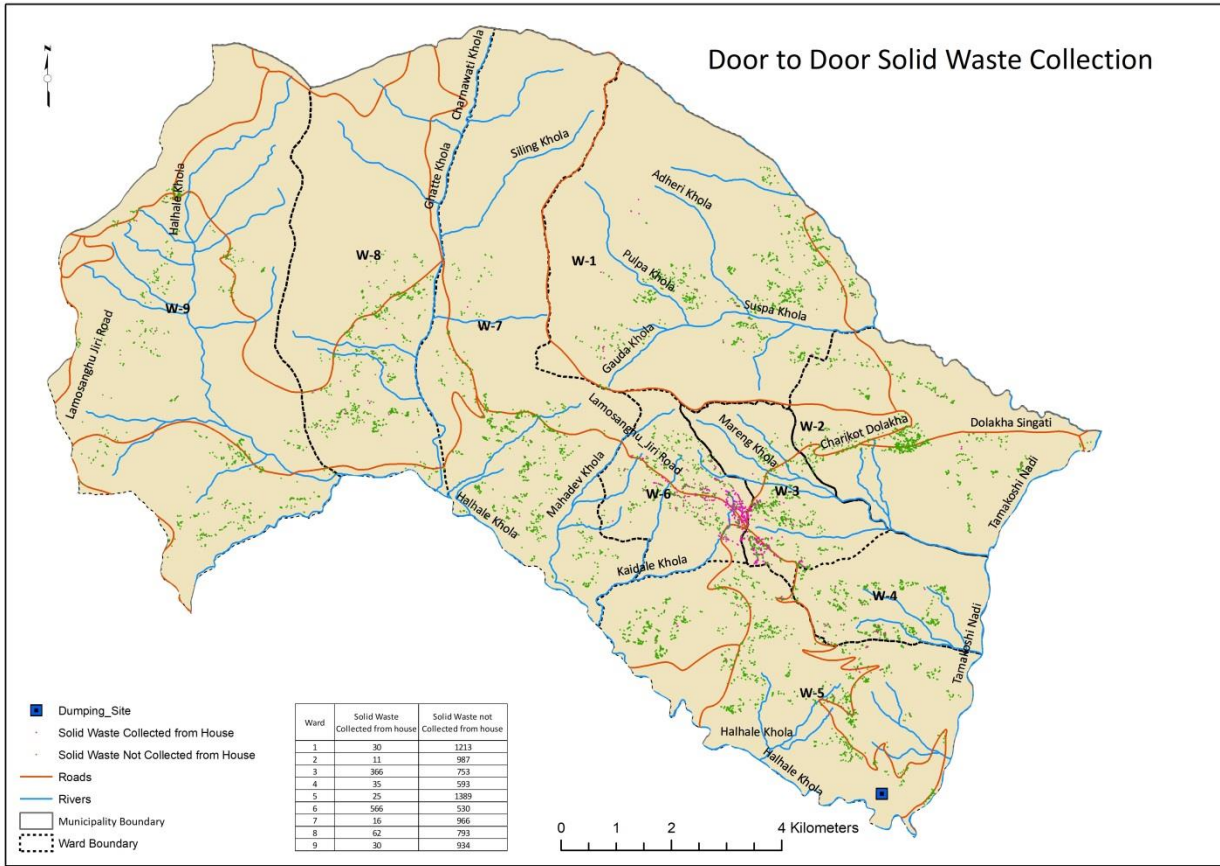 Door to Door Solid Waste Collection
Charnawati Khola
Siling Khola
Ghatte Khola
Halhale Khola
Adheri Khola
W-8
W-1
Pulpa Khola
W-9
Suspa Khola
W-7
Gauda Khola
Lamosanghu Jiri Road
Lamosanghu_Jiri Road
W-2
Mareng Khola
Charikot Dolakha
Dolakha Singati
Mahadev Khola
W-6
W-3
Halhale Khola
Tamakoshi Nadi
Kaidale Khola
W-4
Tamakoshi Nadi
W-5
Halhale Khola
Halhale Khola
Dumping_Site
Solid Waste Collected from House
Solid Waste Not Collected from House
Roads
Rivers
Municipality Boundary
Ward Boundary
Ward Solid Waste Collected from house Solid Waste not Collected from house
1 30 1213
2 11 987
3 366 753
4 35 593
5 25 1389
6 566 530
7 16 966
8 62 793
9 30 934
0 1 2 4 Kilometers